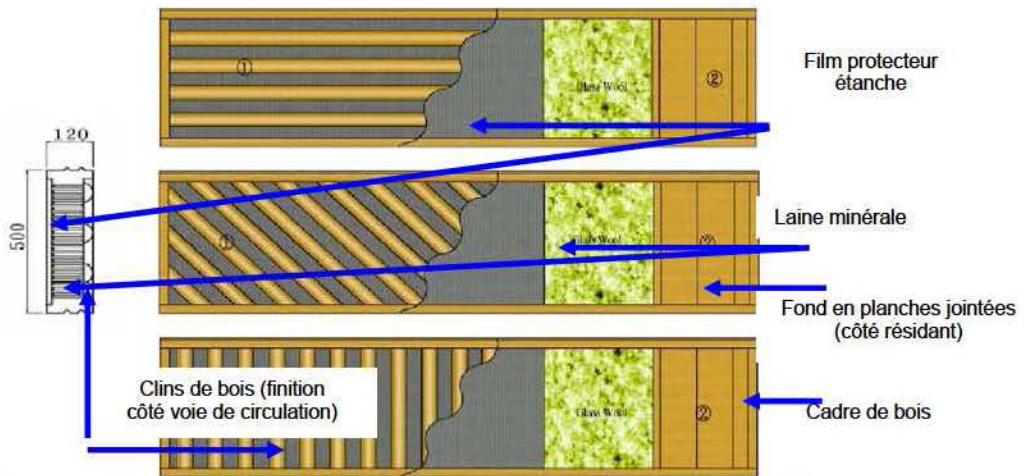 ①
Glass Wool
②
Film protecteur
étanche
120
500
①
Glass Wool
②
Laine minérale
Fond en planches jointées
(côté résidant)
Clins de bois (finition
côté voie de circulation)
Glass Wool
②
Cadre de bois